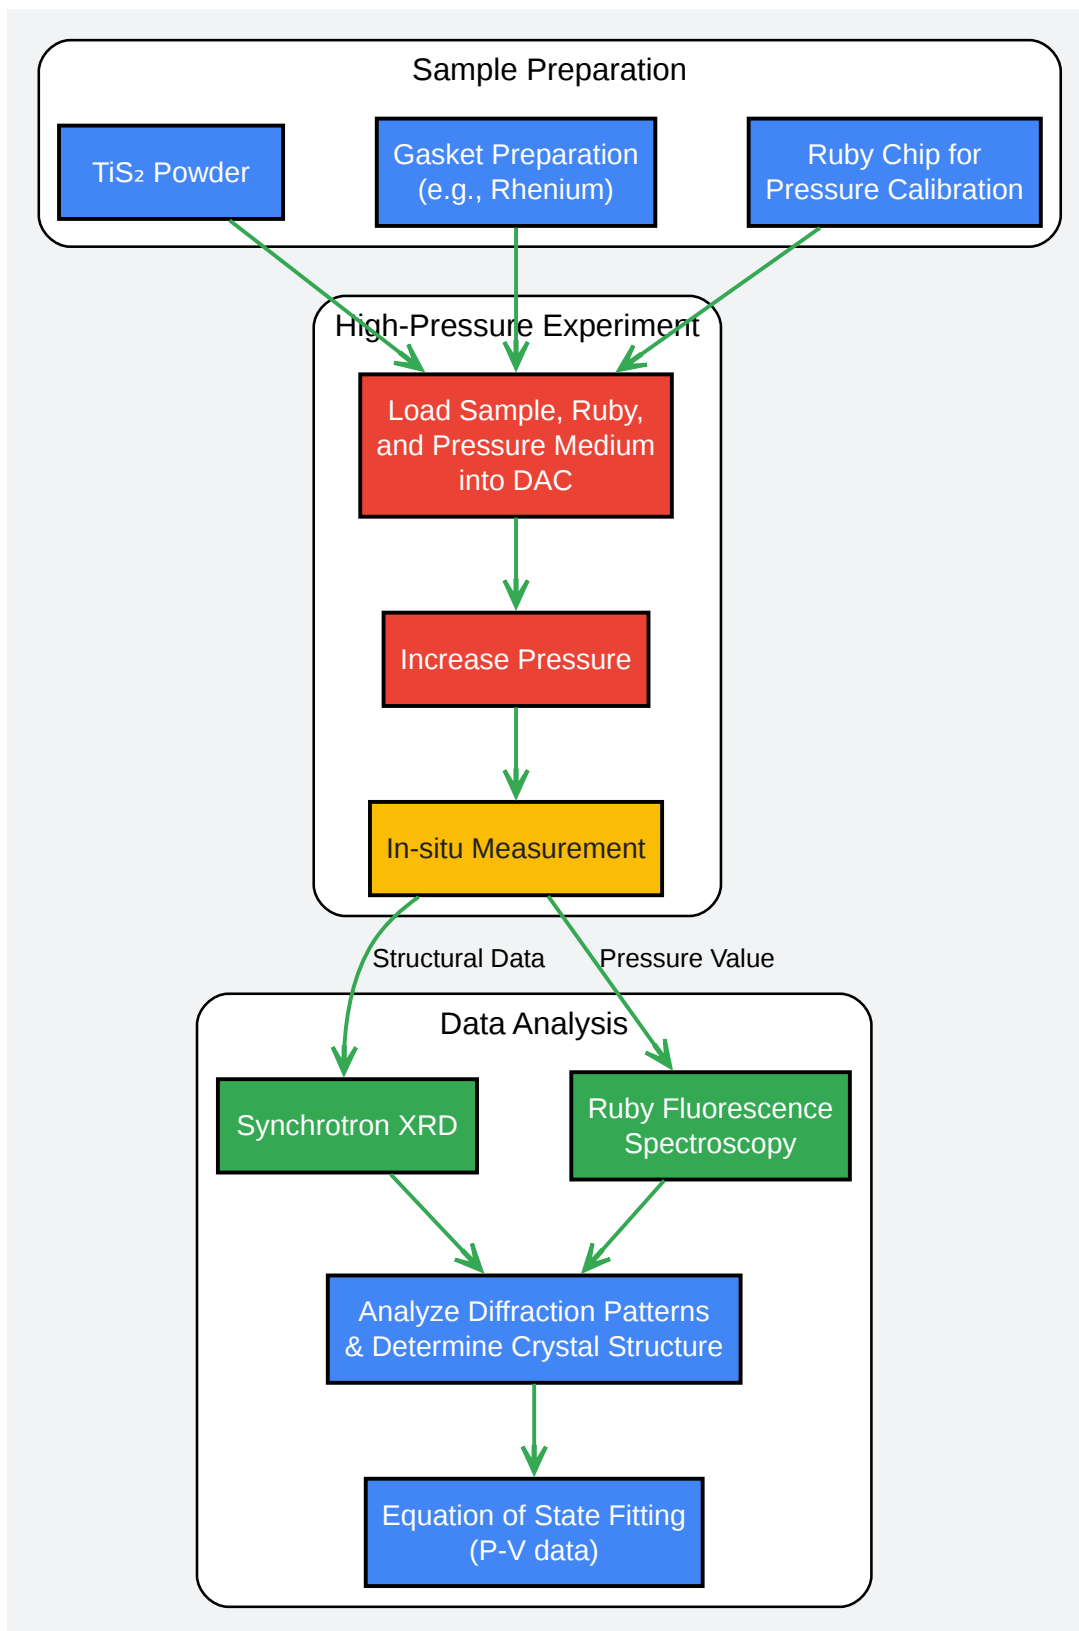 Sample Preparation
TiS₂ Powder
Gasket Preparation
(e.g., Rhenium)
Ruby Chip for
Pressure Calibration
High-Pressure Experiment
Load Sample, Ruby,
and Pressure Medium
into DAC
Increase Pressure
In-situ Measurement
Structural Data
Pressure Value
Data Analysis
Synchrotron XRD
Ruby Fluorescence
Spectroscopy
Analyze Diffraction Patterns
& Determine Crystal Structure
Equation of State Fitting
(P-V data)